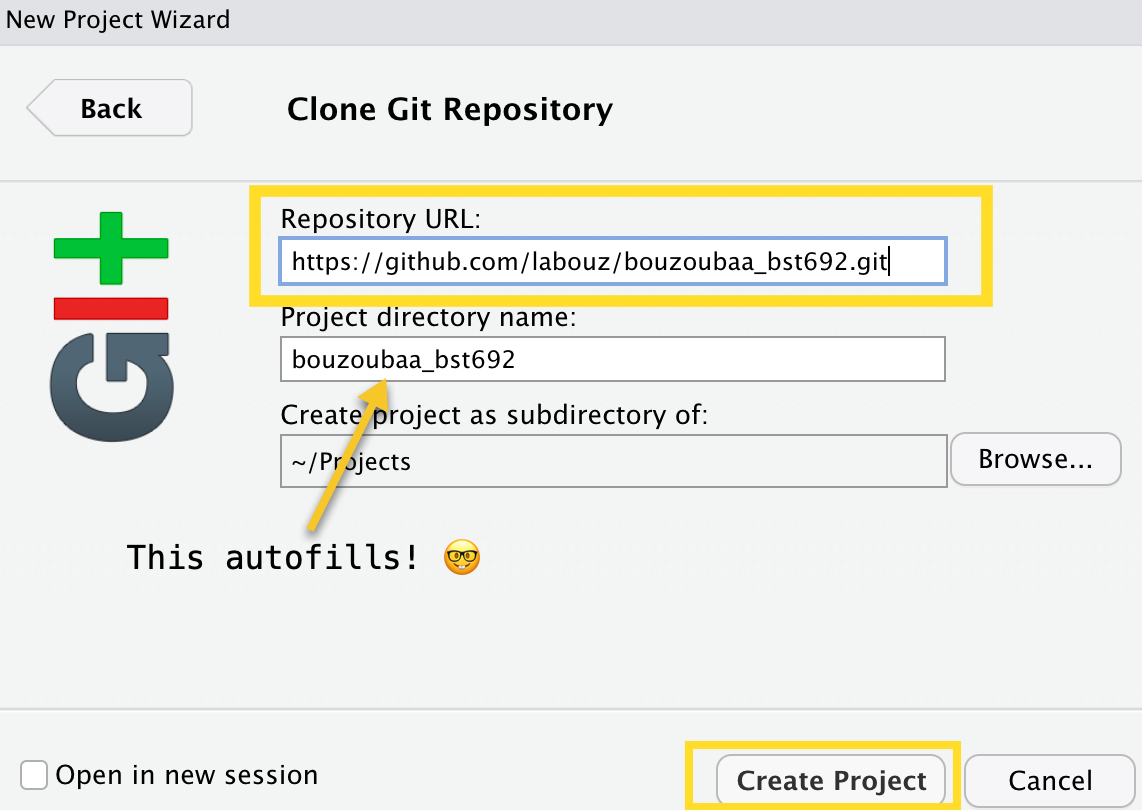 New Project Wizard
Back
Clone Git Repository
GIT
Repository URL:
https://github.com/labouz/bouzoubaa_bst692.git
Project directory name:
bouzoubaa_bst692
Create project as subdirectory of:
~/Projects
Browse...
This autofills! 🤓
Open in new session
Create Project
Cancel